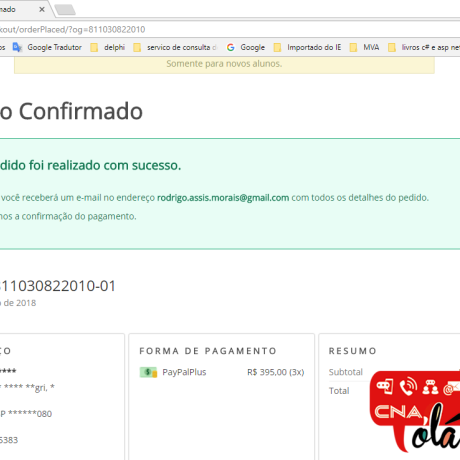 mado
xout/orderPlaced/?og=811030822010
os Google Tradutor delphi servico de consulta d Google Importado do IE MVA livros c# e asp net
Somente para novos alunos.
o Confirmado
dido foi realizado com sucesso.
você receberá um e-mail no endereço rodrigo.assis.morais@gmail.com com todos os detalhes do pedido.
nos a confirmação do pagamento.
811030822010-01
o de 2018
ÇO
FORMA DE PAGAMENTO
RESUMO
****
PayPalPlus R$ 395,00 (3x)
Subtotal
* **** **gri, *
Total
P ******080
5383
CNA
olá